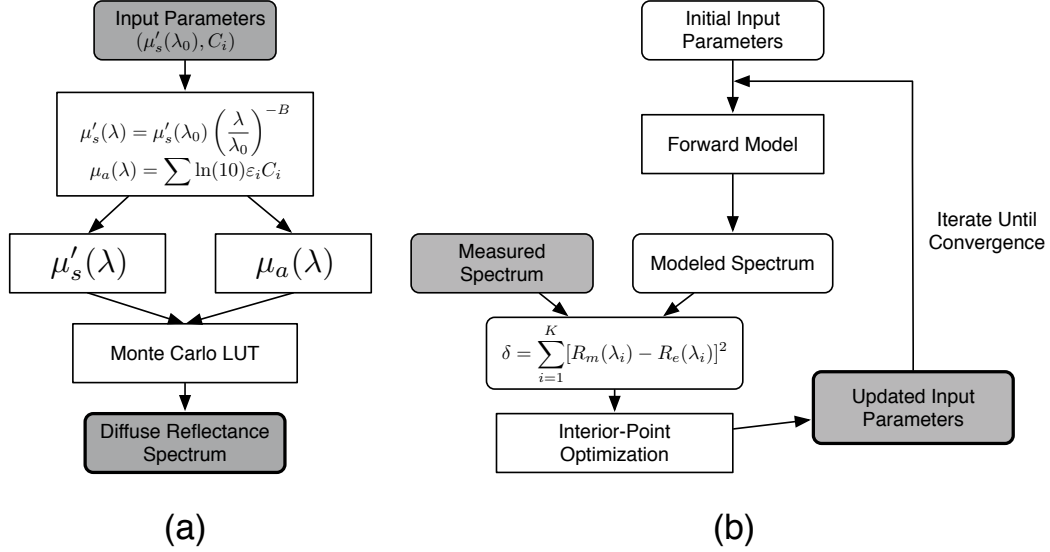 Input Parameters
(μ′ₛ(λ₀), Cᵢ)
μ′ₛ(λ) = μ′ₛ(λ₀) (λ/λ₀)^−B
μₐ(λ) = ∑ ln(10)εᵢCᵢ
μ′ₛ(λ)
μₐ(λ)
Monte Carlo LUT
Diffuse Reflectance
Spectrum
(a)
Initial Input
Parameters
Forward Model
Iterate Until
Convergence
Measured
Spectrum
Modeled Spectrum
δ = ∑_{i=1}^{K} [Rₘ(λᵢ) − Rₑ(λᵢ)]²
Interior-Point
Optimization
Updated Input
Parameters
(b)